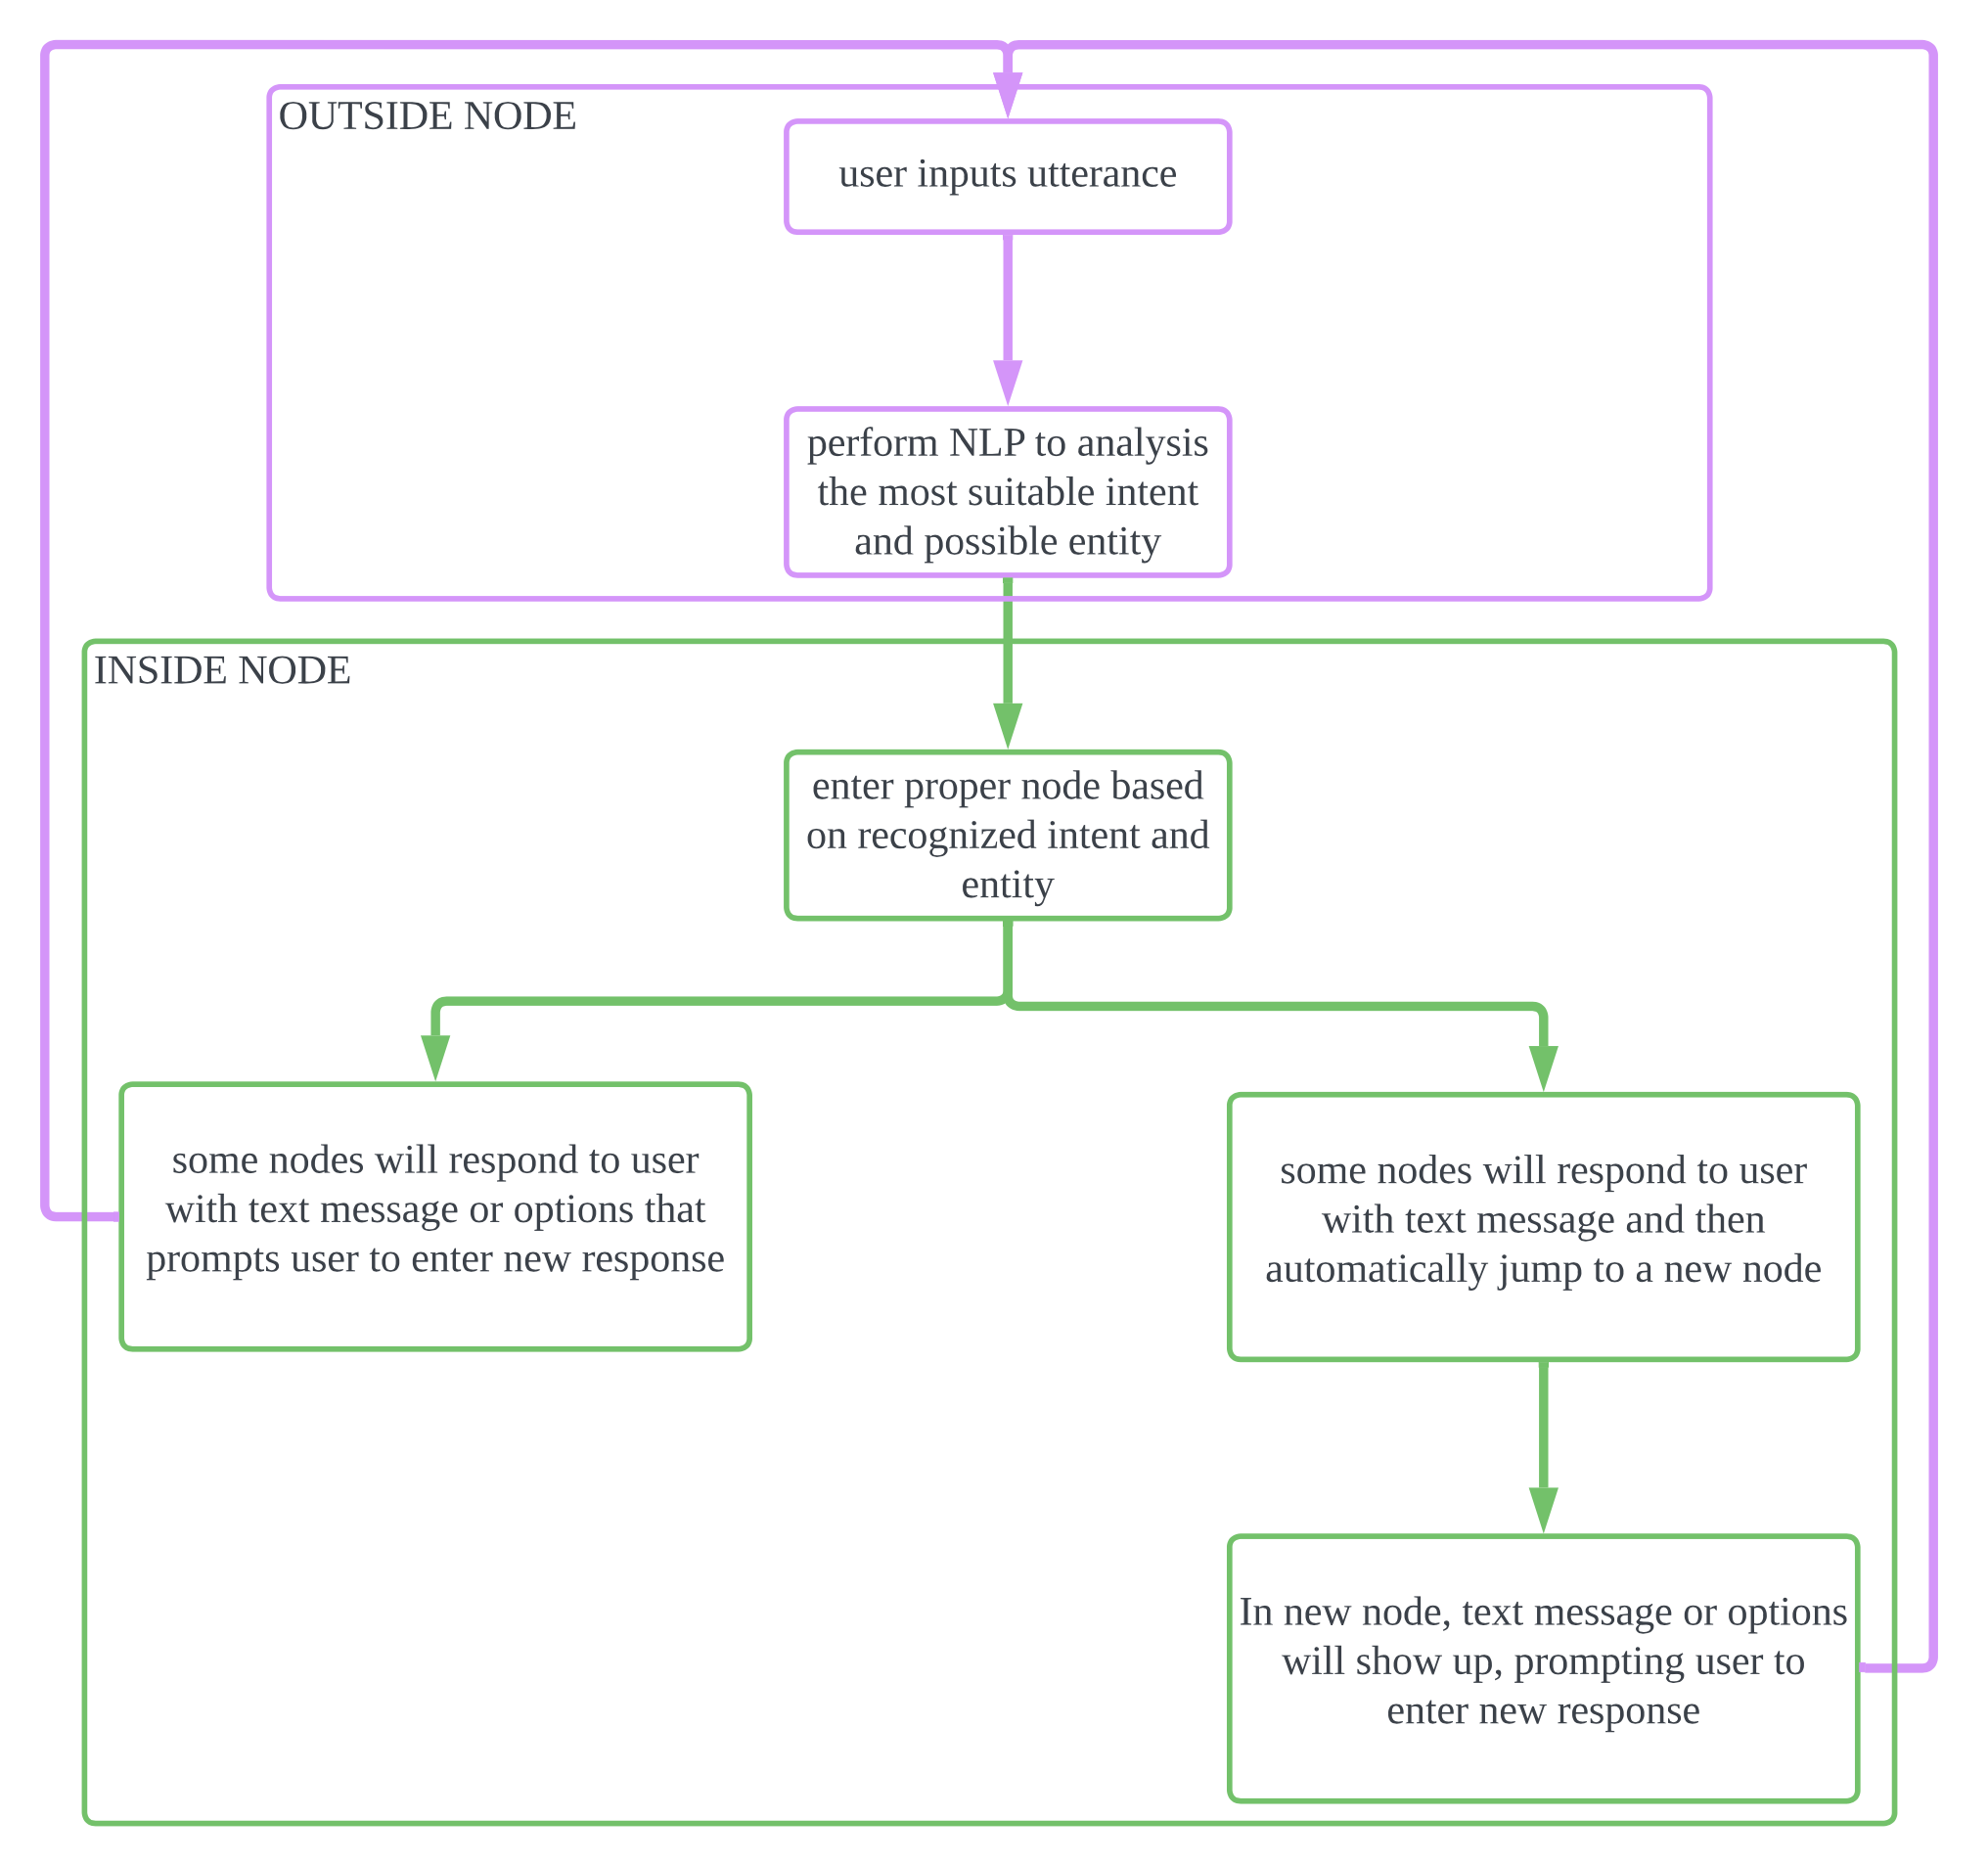 OUTSIDE NODE
user inputs utterance
perform NLP to analysis
the most suitable intent
and possible entity
INSIDE NODE
enter proper node based
on recognized intent and
entity
some nodes will respond to user
with text message or options that
prompts user to enter new response
some nodes will respond to user
with text message and then
automatically jump to a new node
In new node, text message or options
will show up, prompting user to
enter new response